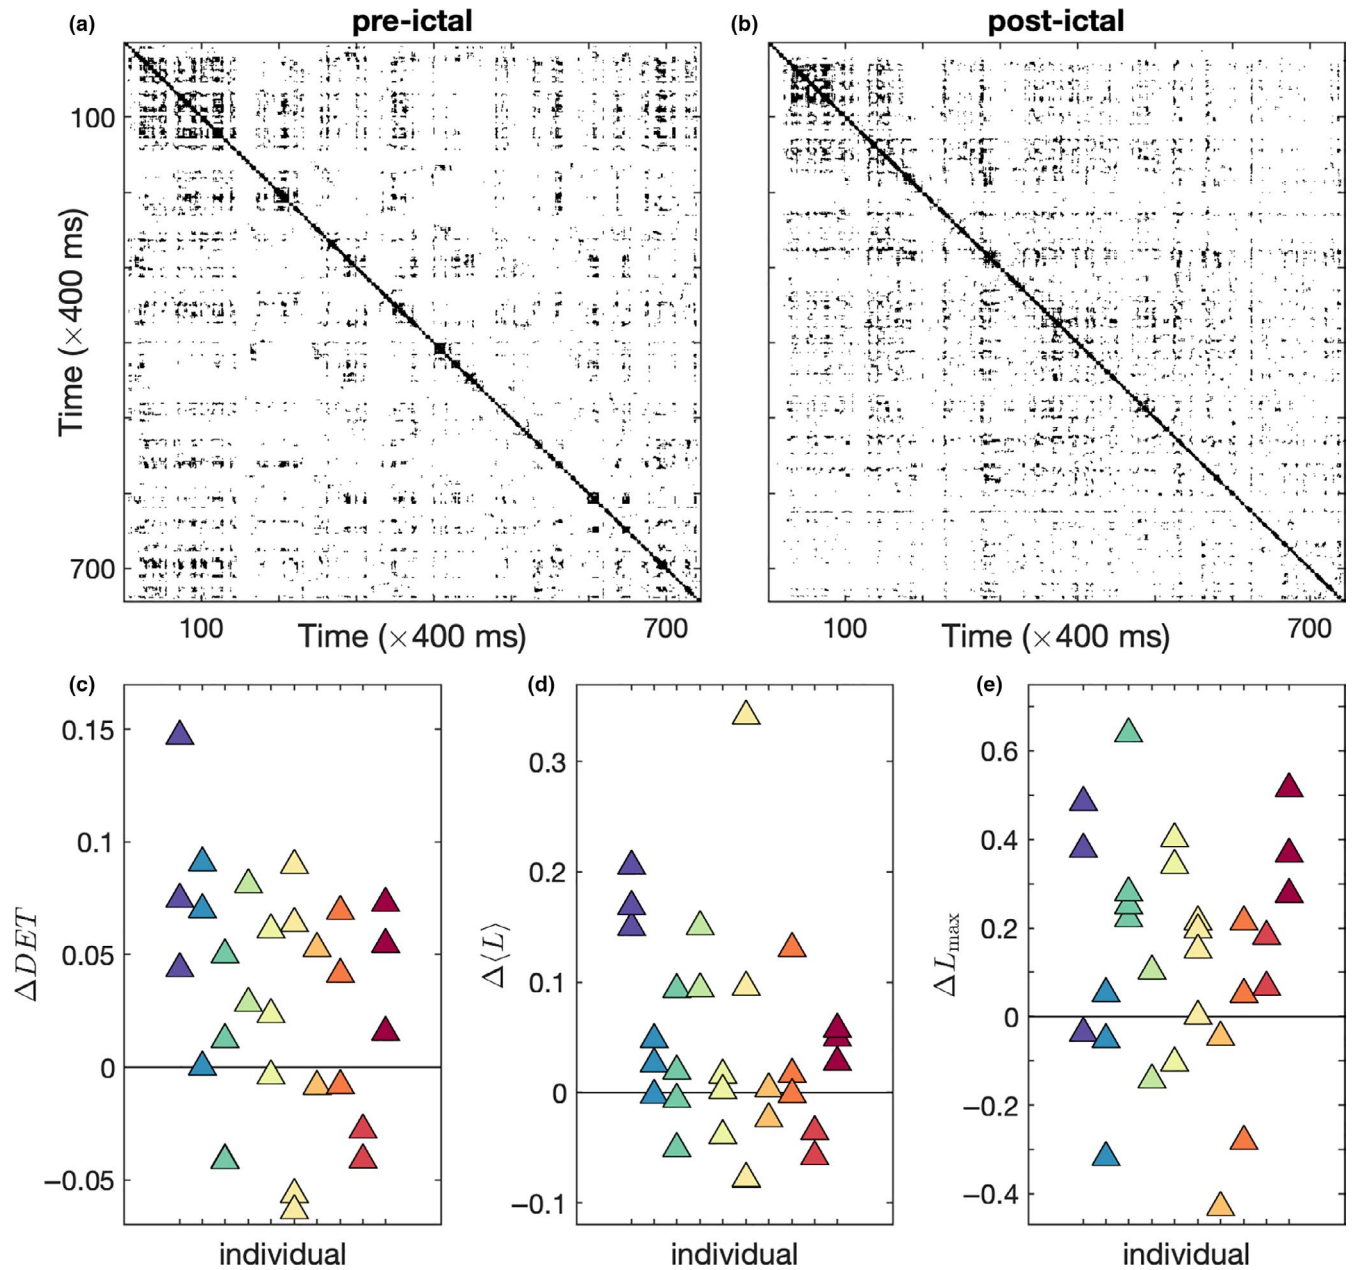 (a) pre-ictal
(b) post-ictal
100
700
Time (×400 ms)
100 Time (×400 ms) 700
100 Time (×400 ms) 700
(c)
0.15
0.1
0.05
0
−0.05
ΔDET
individual
(d)
0.3
0.2
0.1
0
−0.1
Δ⟨L⟩
individual
(e)
0.6
0.4
0.2
0
−0.2
−0.4
ΔLmax
individual